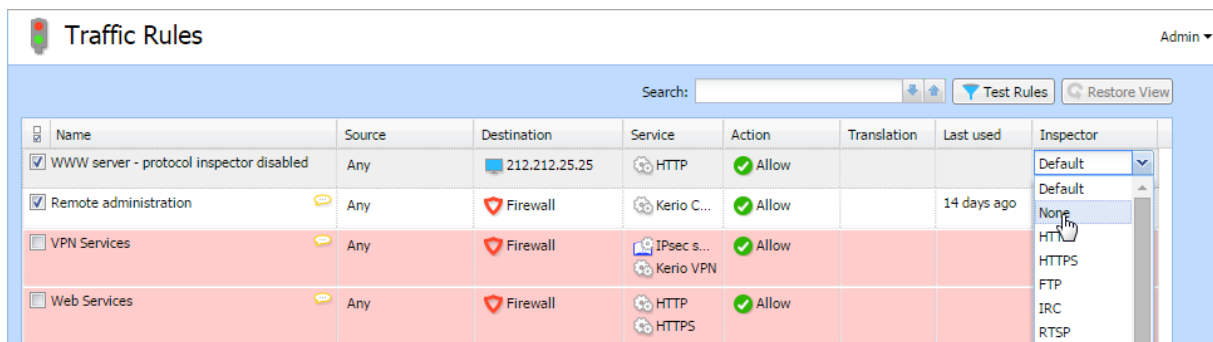 Traffic Rules
Admin
Search: Test Rules Restore View
Name Source Destination Service Action Translation Last used Inspector
WWW server - protocol inspector disabled Any 212.212.25.25 HTTP Allow Default
Default
Remote administration Any Firewall Kerio C... Allow 14 days ago None
VPN Services Any Firewall IPsec s... Allow
Kerio VPN HTTPS
FTP
Web Services Any Firewall HTTP Allow IRC
HTTPS RTSP